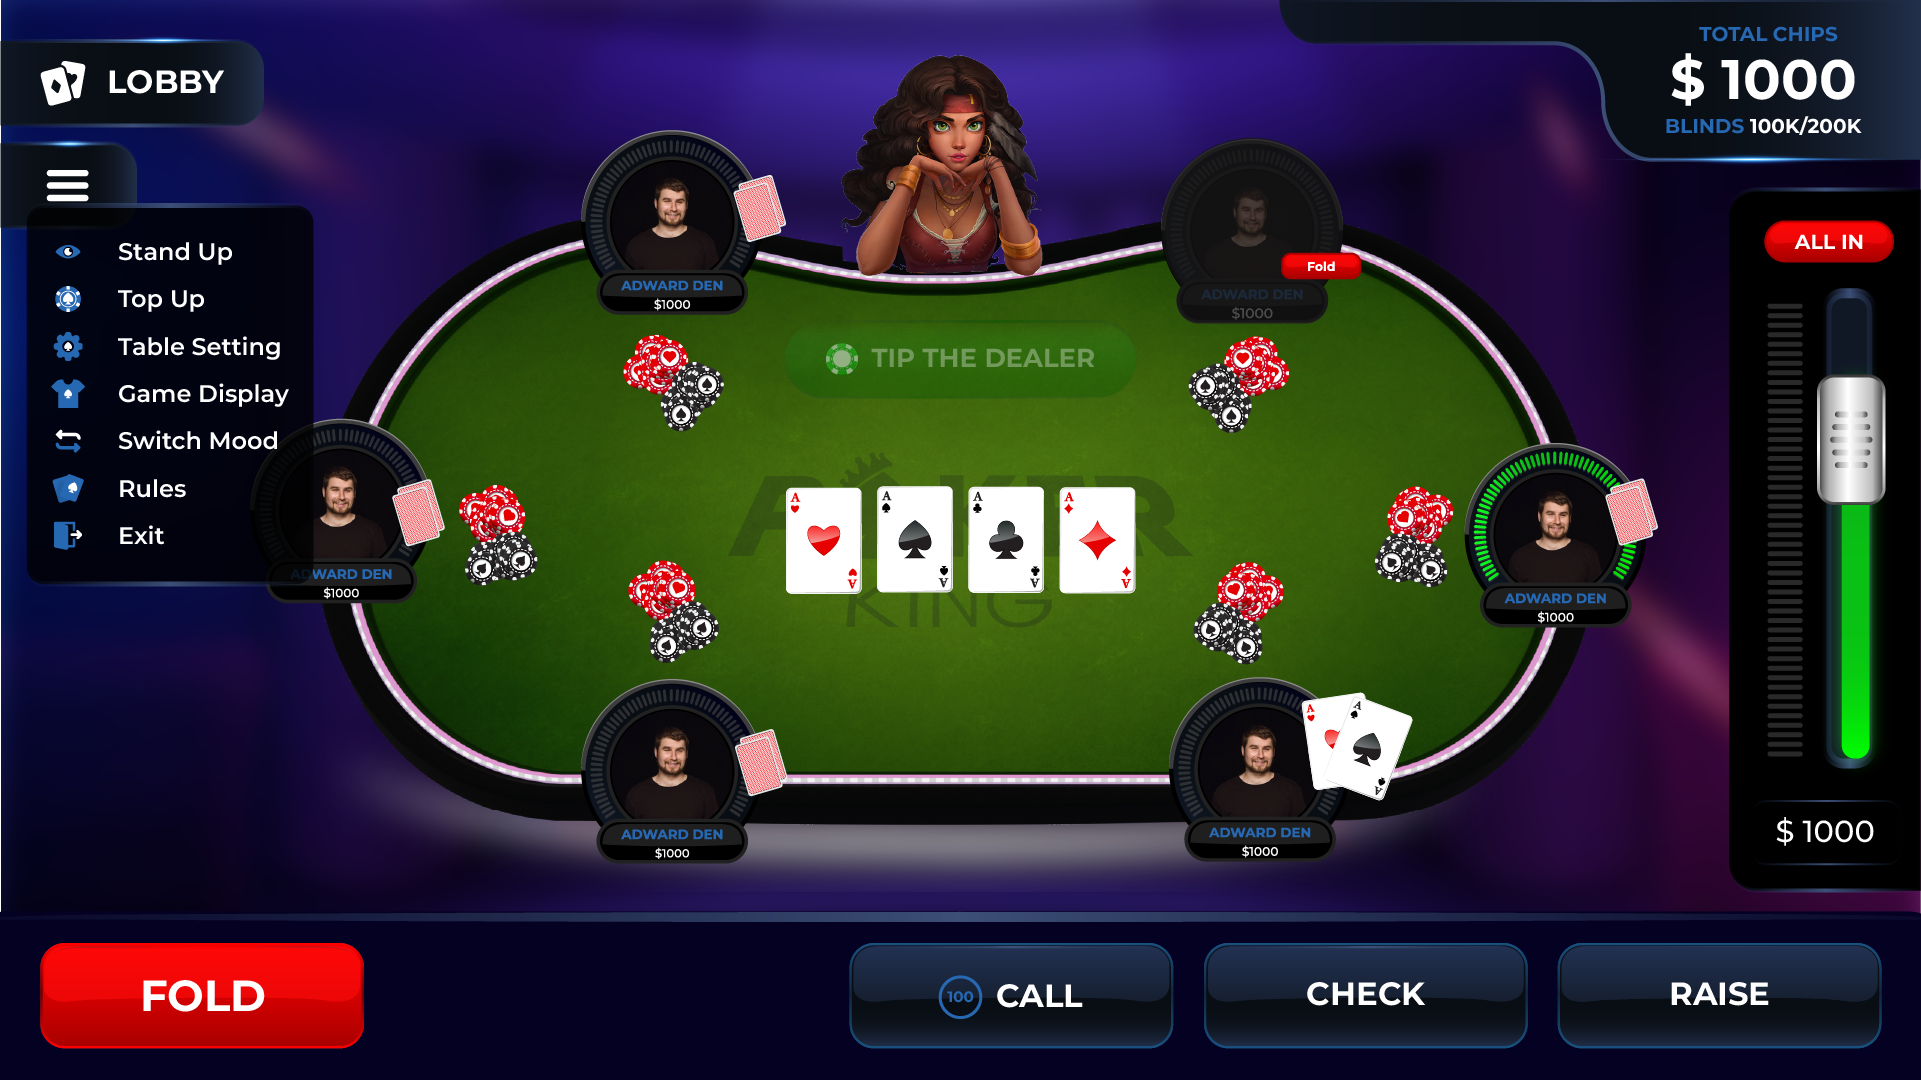 LOBBY
TOTAL CHIPS
$ 1000
BLINDS 100K/200K
Stand Up
Top Up
Table Setting
Game Display
Switch Mood
Rules
Exit
ALL IN
ADWARD DEN
$1000
Fold
ADWARD DEN
$1000
TIP THE DEALER
POKER
KING
A
A
A
A
A
A
A
A
ADWARD DEN
$1000
ADWARD DEN
$1000
A
A
A
ADWARD DEN
$1000
ADWARD DEN
$1000
$ 1000
FOLD
100 CALL
CHECK
RAISE